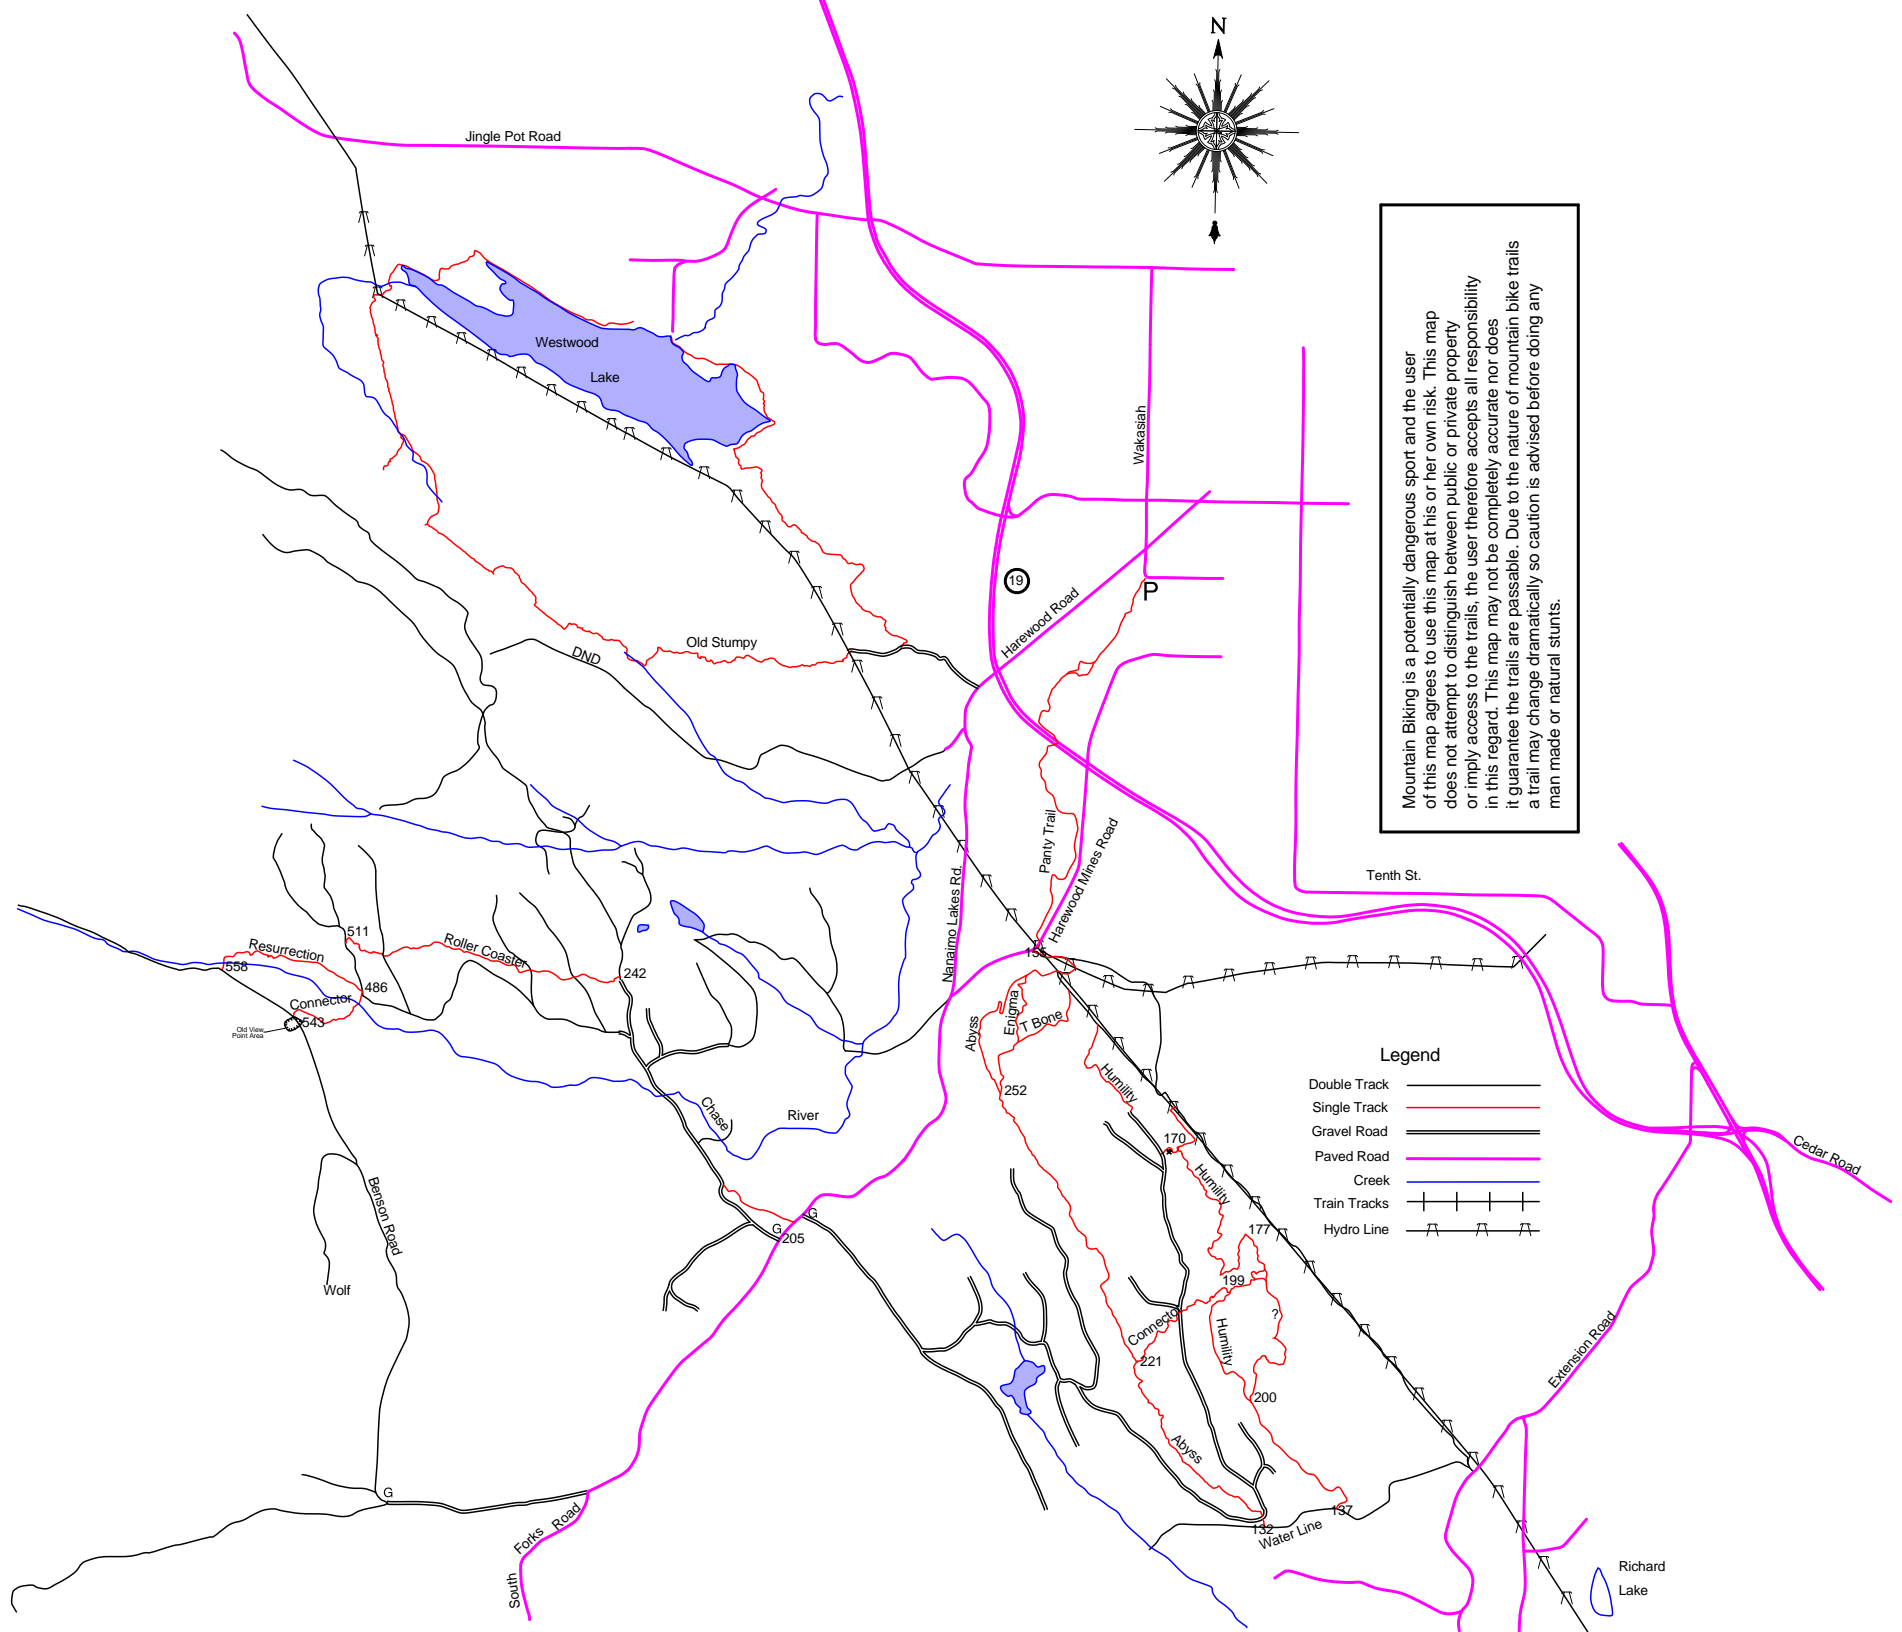 N
Jingle Pot Road
Westwood
Lake
Wakasiah
19
P
Harewood Road
Old Stumpy
DND
Mountain Biking is a potentially dangerous sport and the user
of this map agrees to use this map at his or her own risk. This map
does not attempt to distinguish between public or private property
or imply access to the trails, the user therefore accepts all responsibility
in this regard. This map may not be completely accurate nor does
it guarantee the trails are passable. Due to the nature of mountain bike trails
a trail may change dramatically so caution is advised before doing any
man made or natural stunts.
Panty Trail
Harewood Mines Road
Nanaimo Lakes Rd.
Tenth St.
511
Resurrection
Roller Coaster
558
242
486
Connector
543
Old View
Point Area
155
Abyss
Enigma
T Bone
252
Humility
Chase
River
170
Humility
177
199
?
Connecto
Humility
221
200
Abyss
Benson Road
Wolf
G
G
205
G
South
Forks
Road
132
137
Water Line
Extension Road
Cedar Road
Legend
Double Track
Single Track
Gravel Road
Paved Road
Creek
Train Tracks
Hydro Line
Richard
Lake